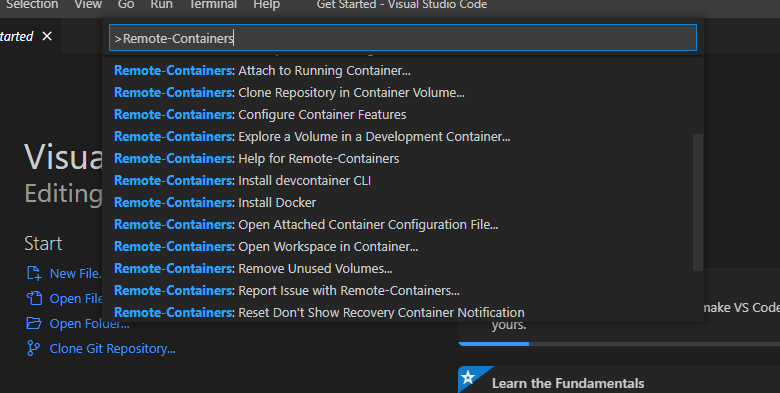 Selection View Go Run Terminal Help Get Started - Visual Studio Code
>Remote-Containers
tarted
Remote-Containers: Attach to Running Container...
Remote-Containers: Clone Repository in Container Volume...
Remote-Containers: Configure Container Features
Remote-Containers: Explore a Volume in a Development Container...
Remote-Containers: Help for Remote-Containers
Remote-Containers: Install devcontainer CLI
Remote-Containers: Install Docker
Remote-Containers: Open Attached Container Configuration File...
Remote-Containers: Open Workspace in Container...
Remote-Containers: Remove Unused Volumes...
Remote-Containers: Report Issue with Remote-Containers...
Remote-Containers: Reset Don't Show Recovery Container Notification
Visua
Editing
Start
New File.
Open File
Open Folder...
Clone Git Repository...
make VS Code
yours.
Learn the Fundamentals